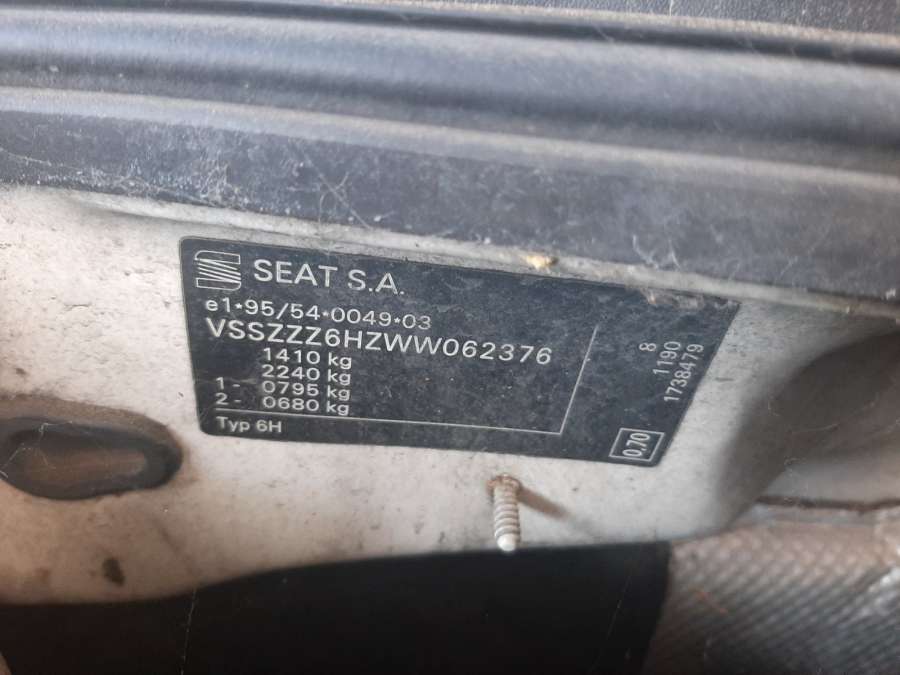 SEAT S.A.
e1*95/54*0049*03
VSSZZZ6HZWW062376
1410 kg
2240 kg
1- 0795 kg
2- 0680 kg
Typ 6H
8
1190
1738479
0.70